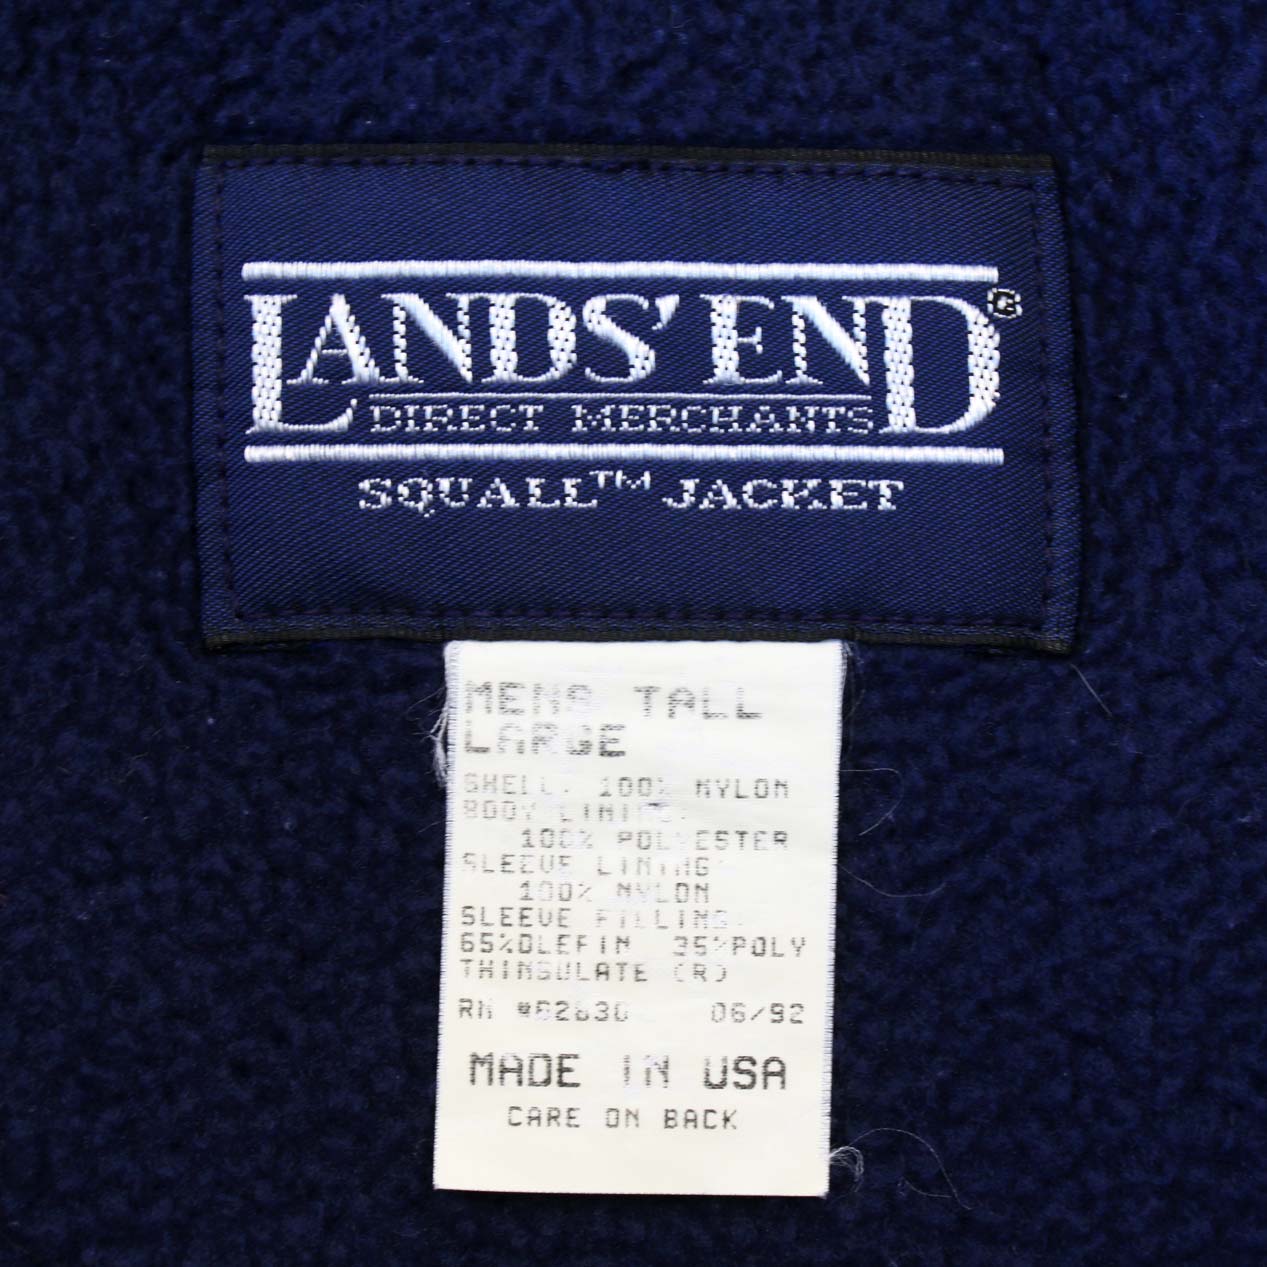 LANDS' END®
DIRECT MERCHANTS
SQUALL™ JACKET
MENS TALL
LARGE
SHELL: 100% NYLON
BODY LINING:
100% POLYESTER
SLEEVE LINING
100% NYLON
SLEEVE FILLING
65%OLEFIN 35%POLY
THINSULATE (R)
RN 06/92
MADE IN USA
CARE ON BACK